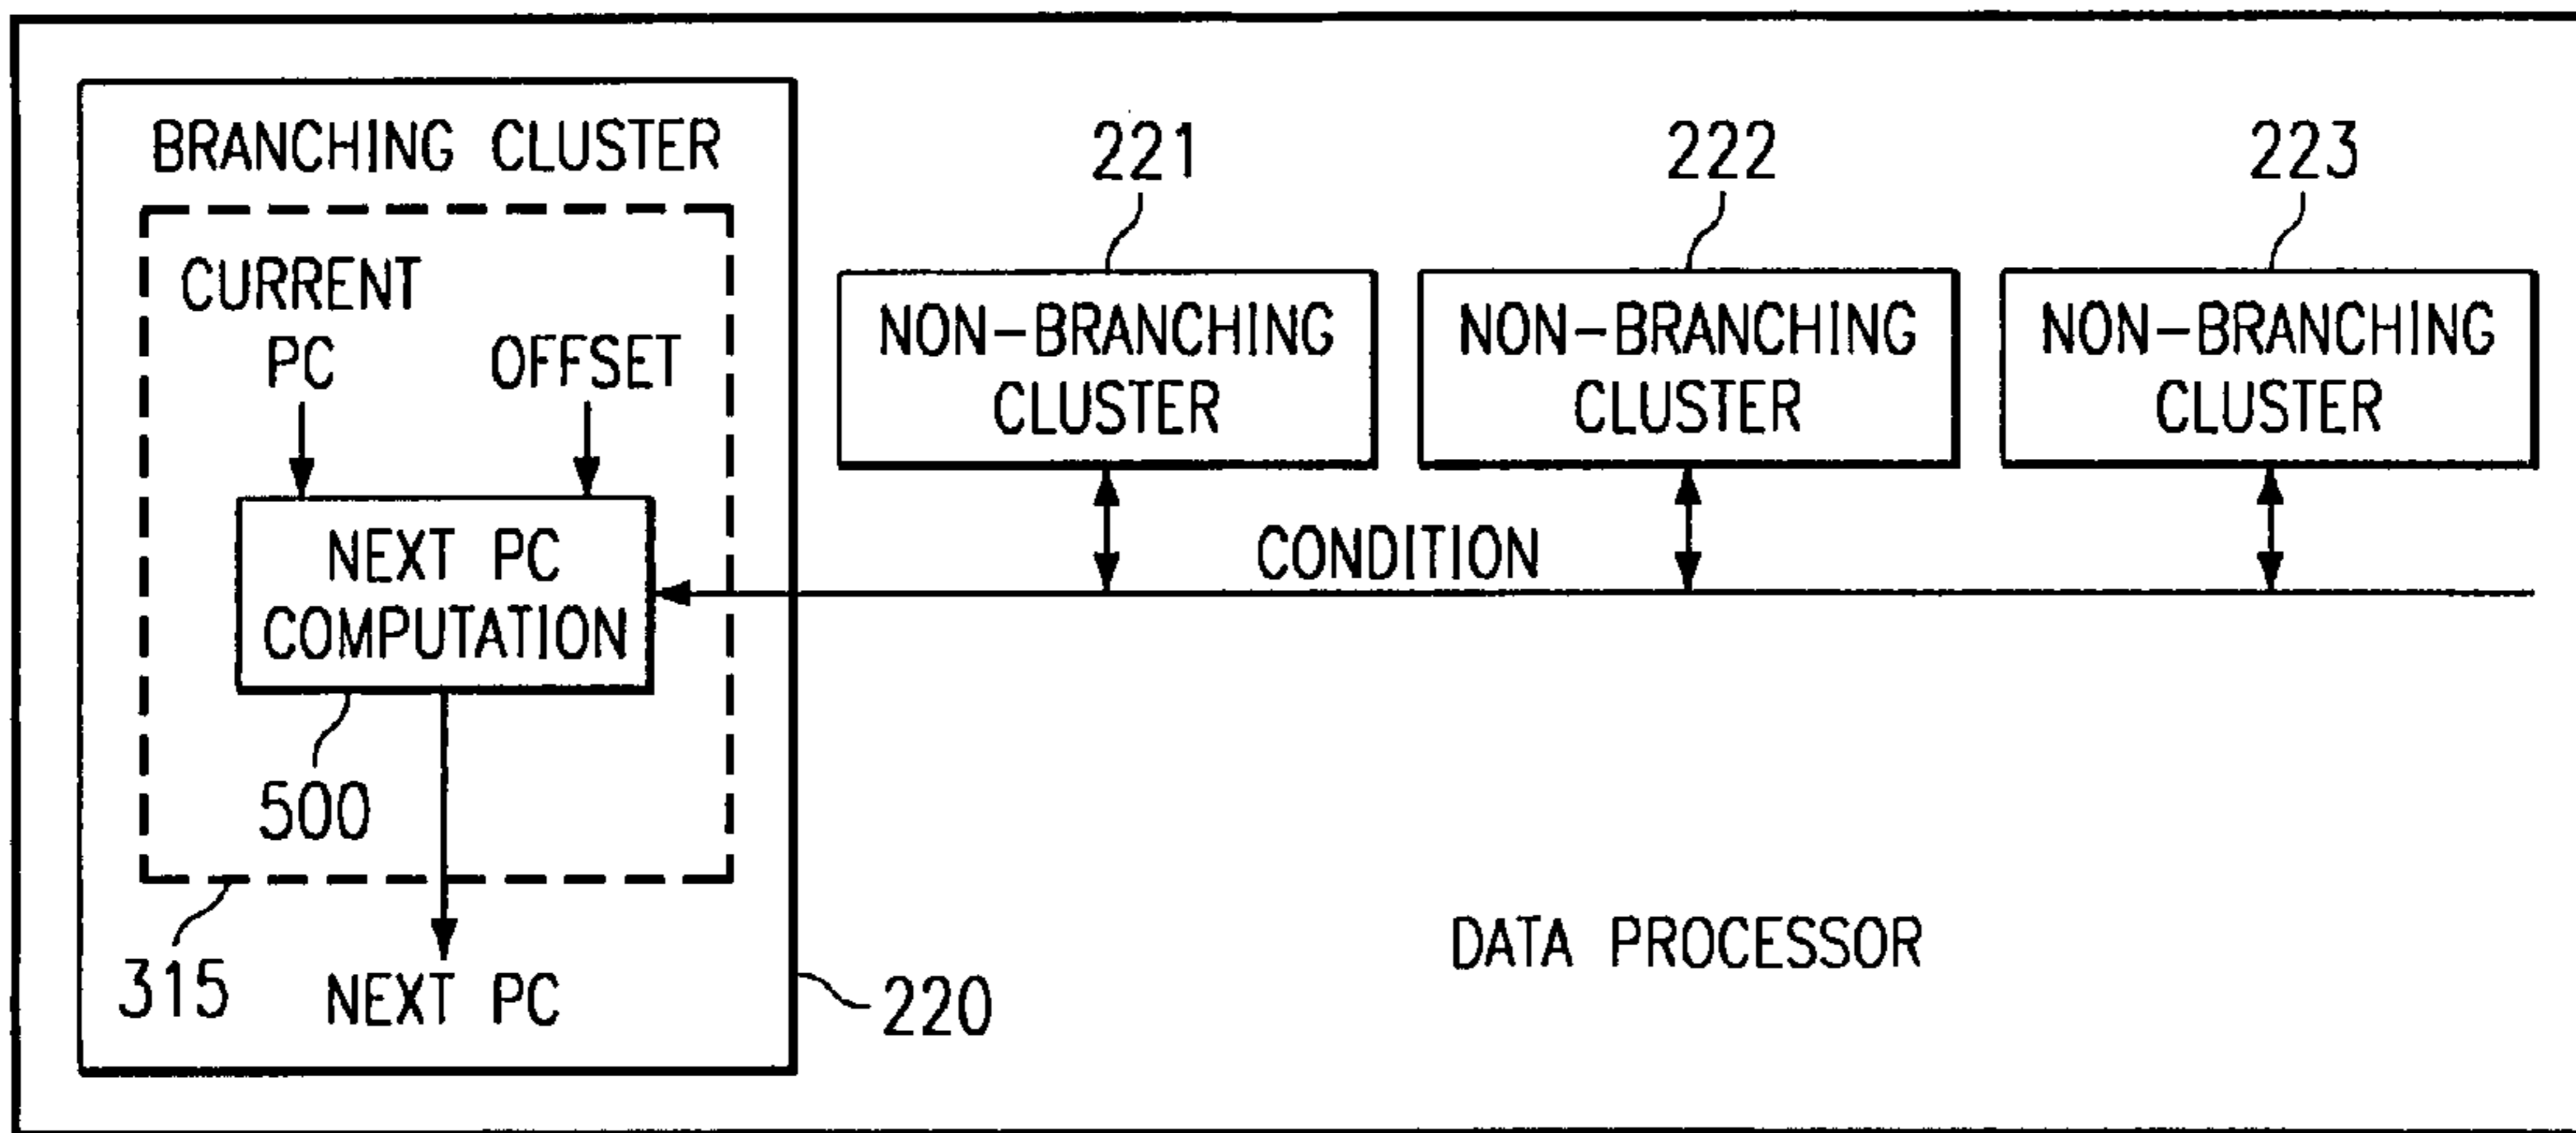 BRANCHING CLUSTER
CURRENT
PC
OFFSET
NEXT PC
COMPUTATION
500
315
NEXT PC
220
221
NON-BRANCHING
CLUSTER
222
NON-BRANCHING
CLUSTER
223
NON-BRANCHING
CLUSTER
CONDITION
DATA PROCESSOR